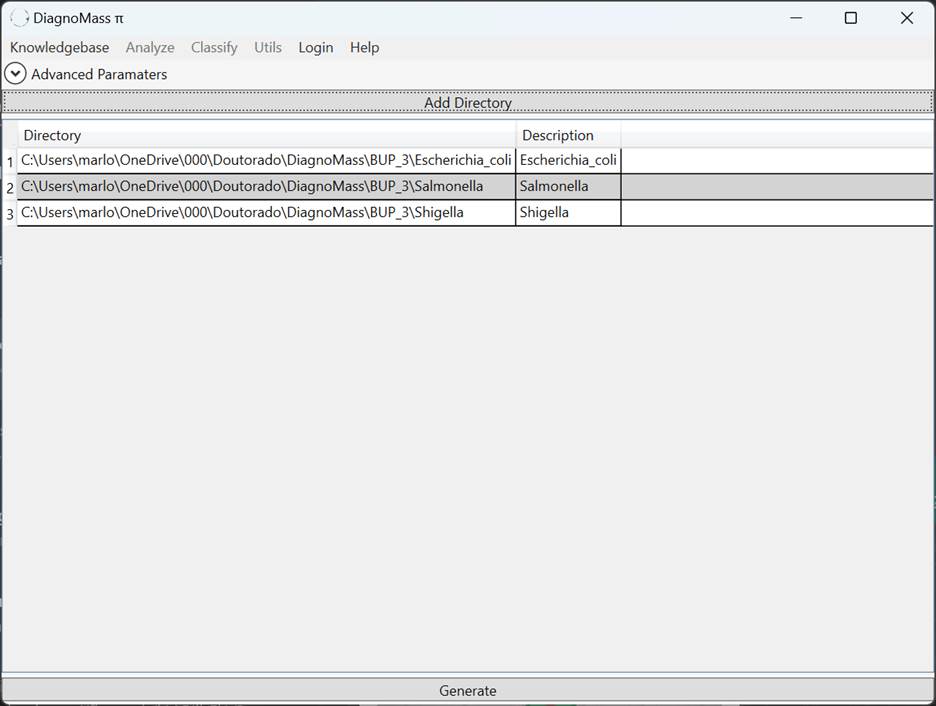 DiagnoMass π
Knowledgebase Analyze Classify Utils Login Help
Advanced Paramaters
Add Directory
Directory Description
1 C:\Users\marlo\OneDrive\000\Doutorado\DiagnoMass\BUP_3\Escherichia_coli Escherichia_coli
2 C:\Users\marlo\OneDrive\000\Doutorado\DiagnoMass\BUP_3\Salmonella Salmonella
3 C:\Users\marlo\OneDrive\000\Doutorado\DiagnoMass\BUP_3\Shigella Shigella
Generate